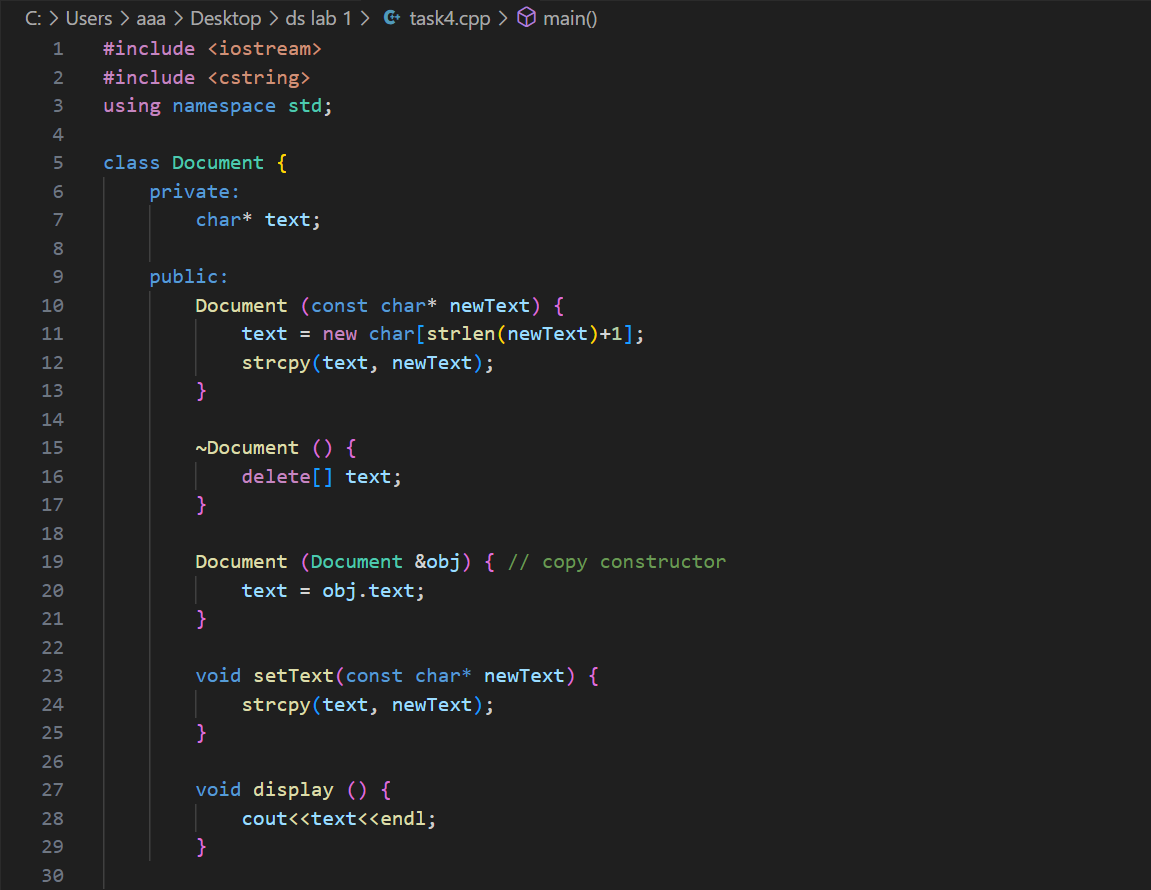 C: > Users > aaa > Desktop > ds lab 1 > task4.cpp > main()
1 #include <iostream>
2 #include <cstring>
3 using namespace std;
4
5 class Document {
6     private:
7         char* text;
8
9     public:
10         Document (const char* newText) {
11             text = new char[strlen(newText)+1];
12             strcpy(text, newText);
13         }
14
15         ~Document () {
16             delete[] text;
17         }
18
19         Document (Document &obj) { // copy constructor
20             text = obj.text;
21         }
22
23         void setText(const char* newText) {
24             strcpy(text, newText);
25         }
26
27         void display () {
28             cout<<text<<endl;
29         }
30